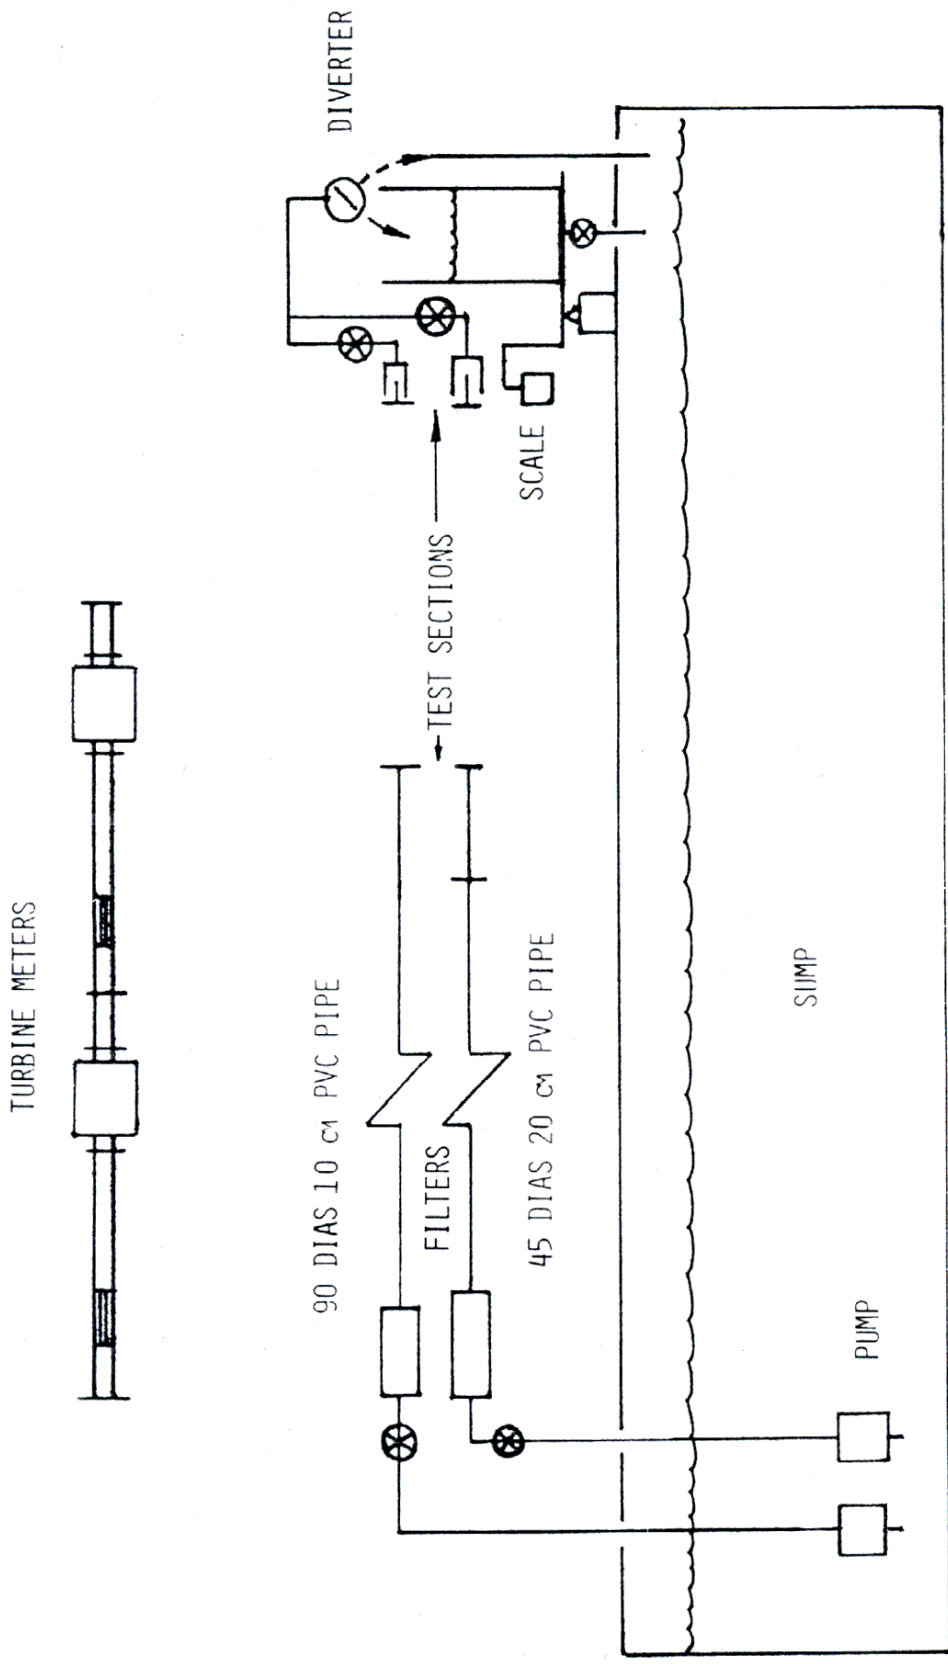 TURBINE METERS
DIVERTER
90 DIAS 10 cm PVC PIPE
TEST SECTIONS
FILTERS
SCALE
45 DIAS 20 cm PVC PIPE
SUMP
PUMP